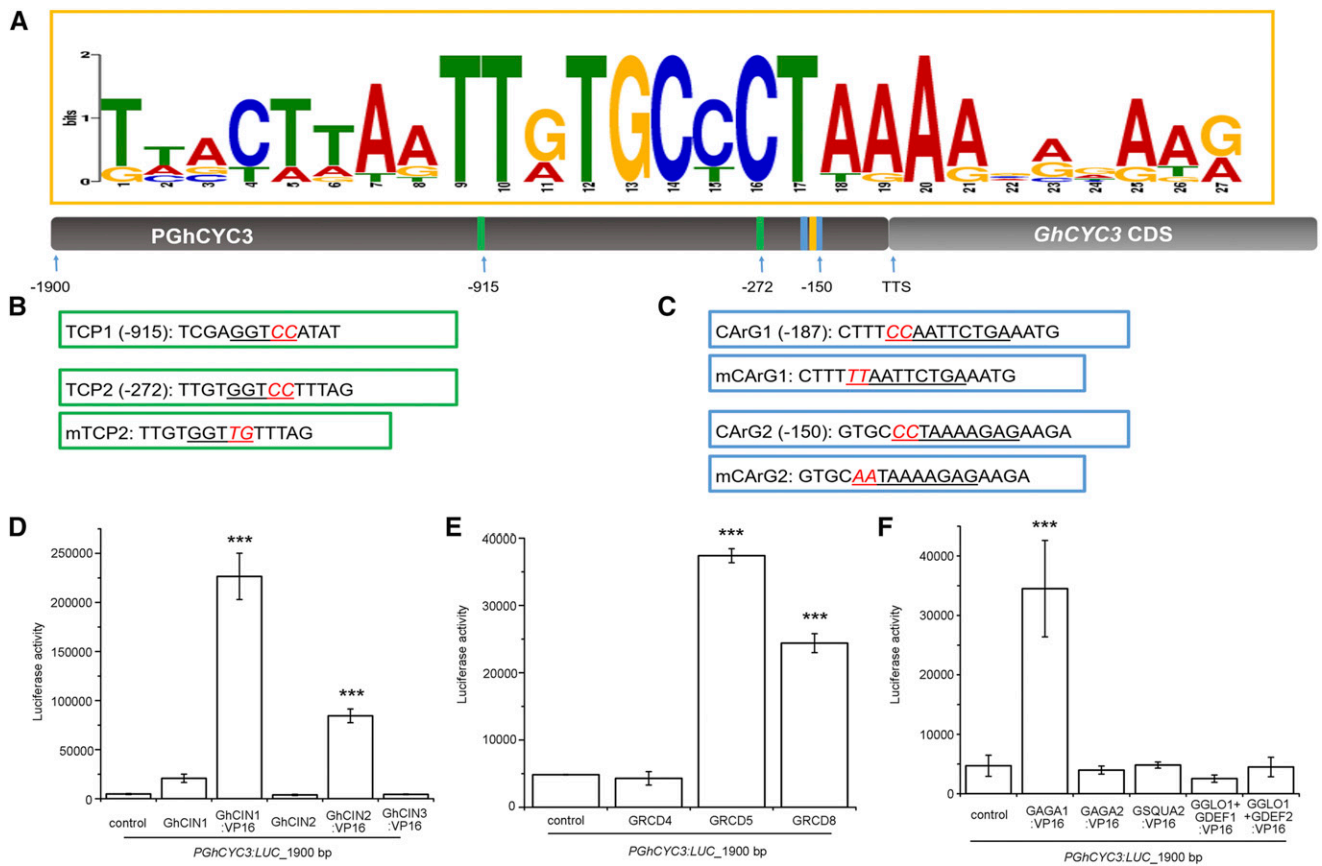 A
2
bits
1
0
TTACTTAATTGTGCCCTAAAAGAGAAG
1 2 3 4 5 6 7 8 9 10 11 12 13 14 15 16 17 18 19 20 21 22 23 24 25 26 27
PGhCYC3
GhCYC3 CDS
-1900
-915
-272
-150
TTS
B
TCP1 (-915): TCGAGGTCCATAT
TCP2 (-272): TTGTGGTCCTTTAG
mTCP2: TTGTGGTTGTTTAG
C
CArG1 (-187): CTTTCCAATTCTGAAATG
mCArG1: CTTTTTAATTCTGAAATG
CArG2 (-150): GTGCCCTAAAAGAGAAGA
mCArG2: GTGCAATAAAAGAGAAGA
D
Luciferase activity
250000
200000
150000
100000
50000
0
***
***
control
GhCIN1
GhCIN1
:VP16
GhCIN2
GhCIN2
:VP16
GhCIN3
:VP16
PGhCYC3:LUC_1900 bp
E
Luciferase activity
40000
30000
20000
10000
0
***
***
control
GRCD4
GRCD5
GRCD8
PGhCYC3:LUC_1900 bp
F
Luciferase activity
40000
30000
20000
10000
0
***
control
GAGA1
:VP16
GAGA2
:VP16
GSQUA2
:VP16
GGLO1+
GDEF1
:VP16
GGLO1
+GDEF2
:VP16
PGhCYC3:LUC_1900 bp